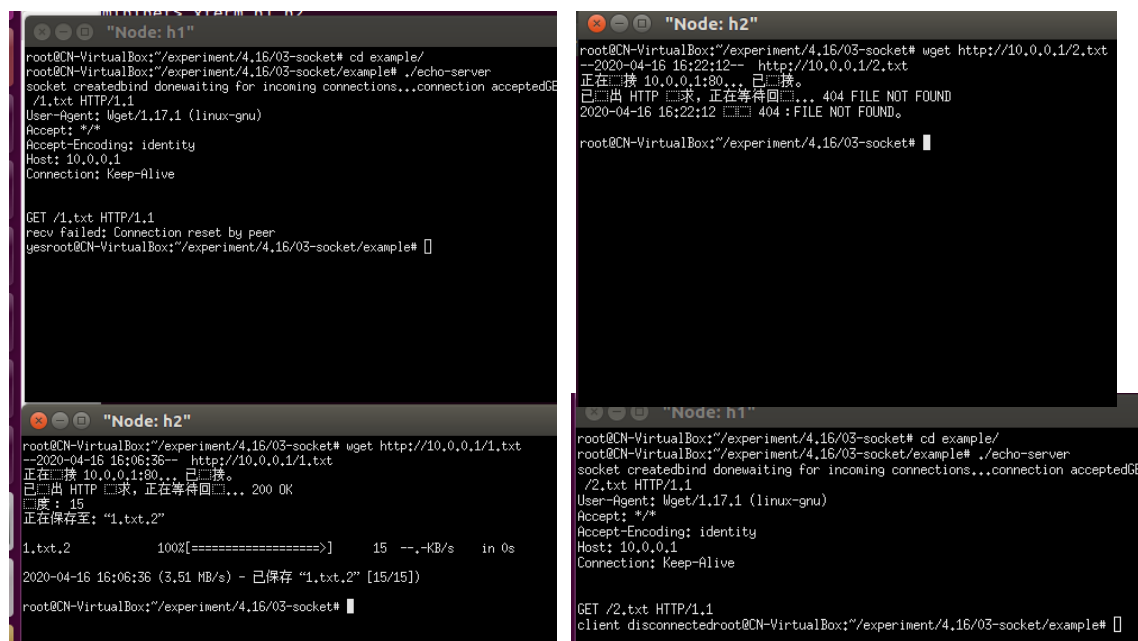 "Node: h1"
root@CN-VirtualBox:~/experiment/4.16/03-socket# cd example/
root@CN-VirtualBox:~/experiment/4.16/03-socket/example# ./echo-server
socket createdbind donewaiting for incoming connections...connection acceptedGE
/1.txt HTTP/1.1
User-Agent: Wget/1.17.1 (linux-gnu)
Accept: */*
Accept-Encoding: identity
Host: 10.0.0.1
Connection: Keep-Alive
GET /1.txt HTTP/1.1
recv failed: Connection reset by peer
yesroot@CN-VirtualBox:~/experiment/4.16/03-socket/example#
"Node: h2"
root@CN-VirtualBox:~/experiment/4.16/03-socket# wget http://10.0.0.1/1.txt
--2020-04-16 16:06:36-- http://10.0.0.1/1.txt
正在接 10.0.0.1:80... 已接。
已出 HTTP 求，正在等待回... 200 OK
度： 15
正在保存至: “1.txt.2”
1.txt.2 100%[===================>] 15 --.-KB/s in 0s
2020-04-16 16:06:36 (3.51 MB/s) - 已保存 “1.txt.2” [15/15])
root@CN-VirtualBox:~/experiment/4.16/03-socket#
"Node: h2"
root@CN-VirtualBox:~/experiment/4.16/03-socket# wget http://10.0.0.1/2.txt
--2020-04-16 16:22:12-- http://10.0.0.1/2.txt
正在接 10.0.0.1:80... 已接。
已出 HTTP 求，正在等待回... 404 FILE NOT FOUND
2020-04-16 16:22:12 404：FILE NOT FOUND。
root@CN-VirtualBox:~/experiment/4.16/03-socket#
"Node: h1"
root@CN-VirtualBox:~/experiment/4.16/03-socket# cd example/
root@CN-VirtualBox:~/experiment/4.16/03-socket/example# ./echo-server
socket createdbind donewaiting for incoming connections...connection acceptedGE
/2.txt HTTP/1.1
User-Agent: Wget/1.17.1 (linux-gnu)
Accept: */*
Accept-Encoding: identity
Host: 10.0.0.1
Connection: Keep-Alive
GET /2.txt HTTP/1.1
client disconnectedroot@CN-VirtualBox:~/experiment/4.16/03-socket/example#